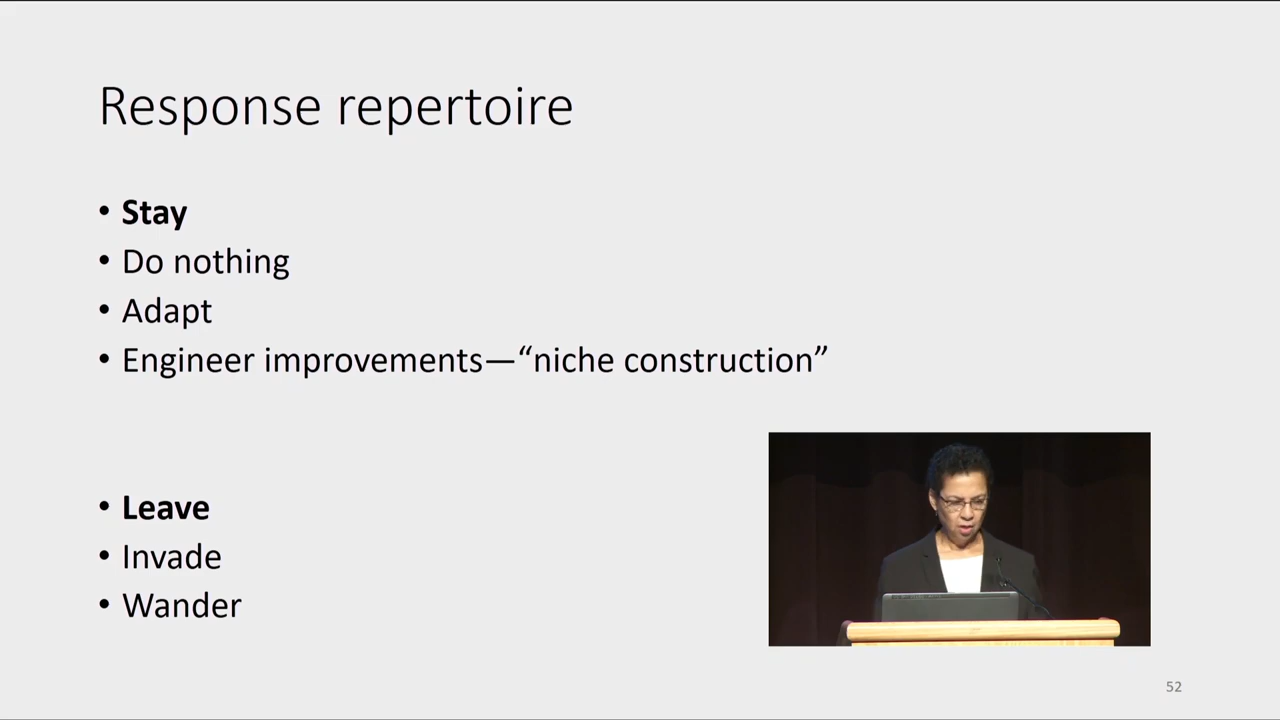 Response repertoire
• Stay
• Do nothing
• Adapt
• Engineer improvements—“niche construction”
• Leave
• Invade
• Wander
52